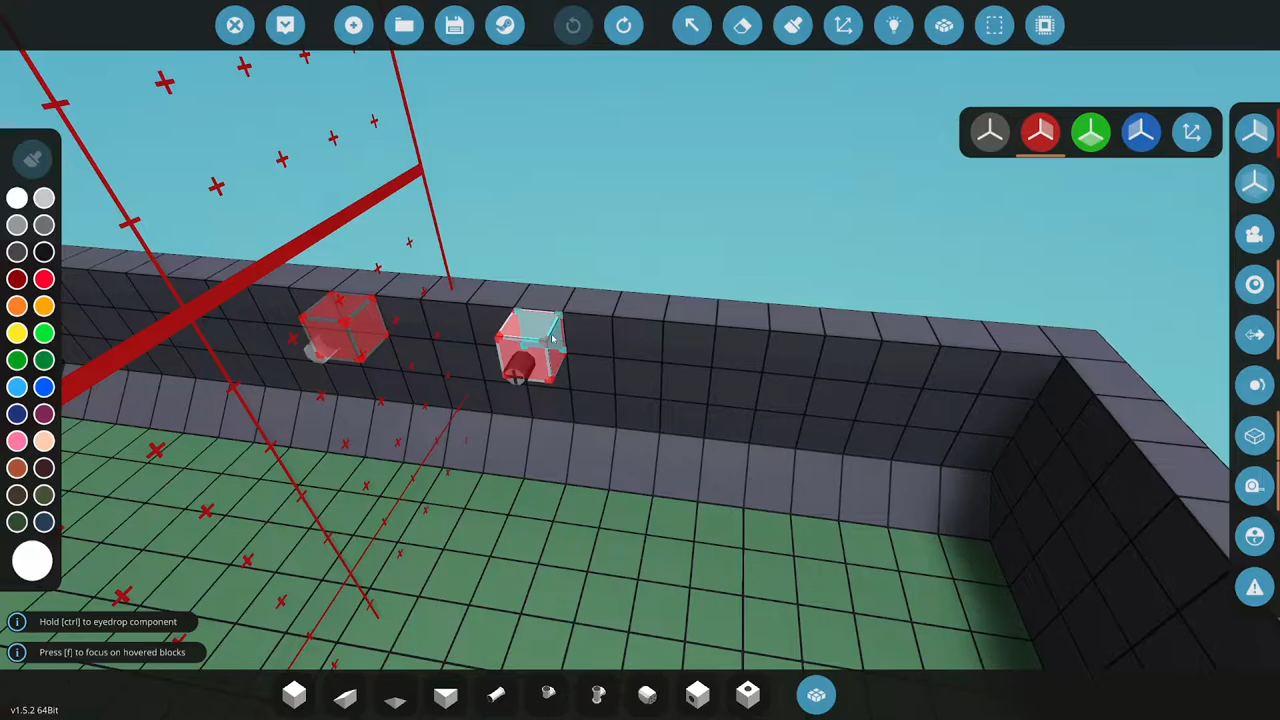 Hold [ctrl] to eyedrop component
Press [f] to focus on hovered blocks
v1.5.2 64Bit